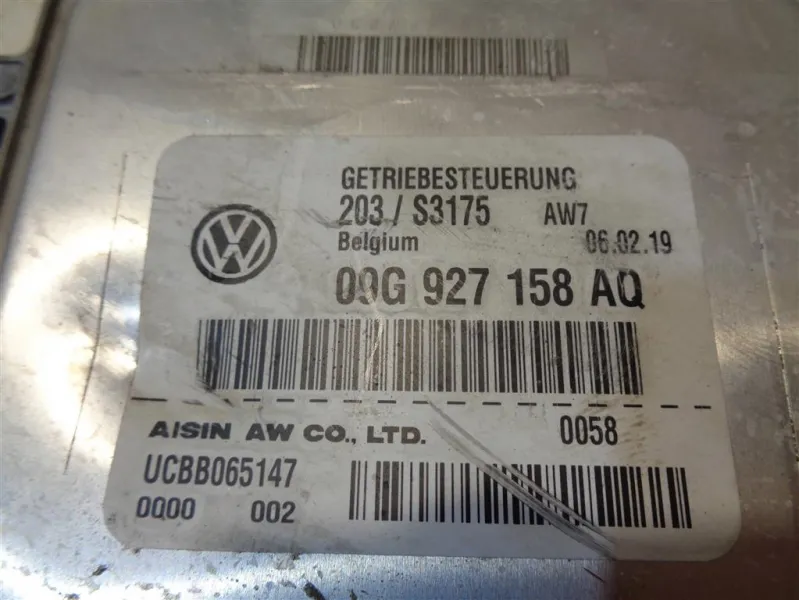 GETRIEBESTEUERUNG
203 / S3175 AW7
Belgium 06.02.19
09G 927 158 AQ
AISIN AW CO., LTD. 0058
UCBB065147
0000 002